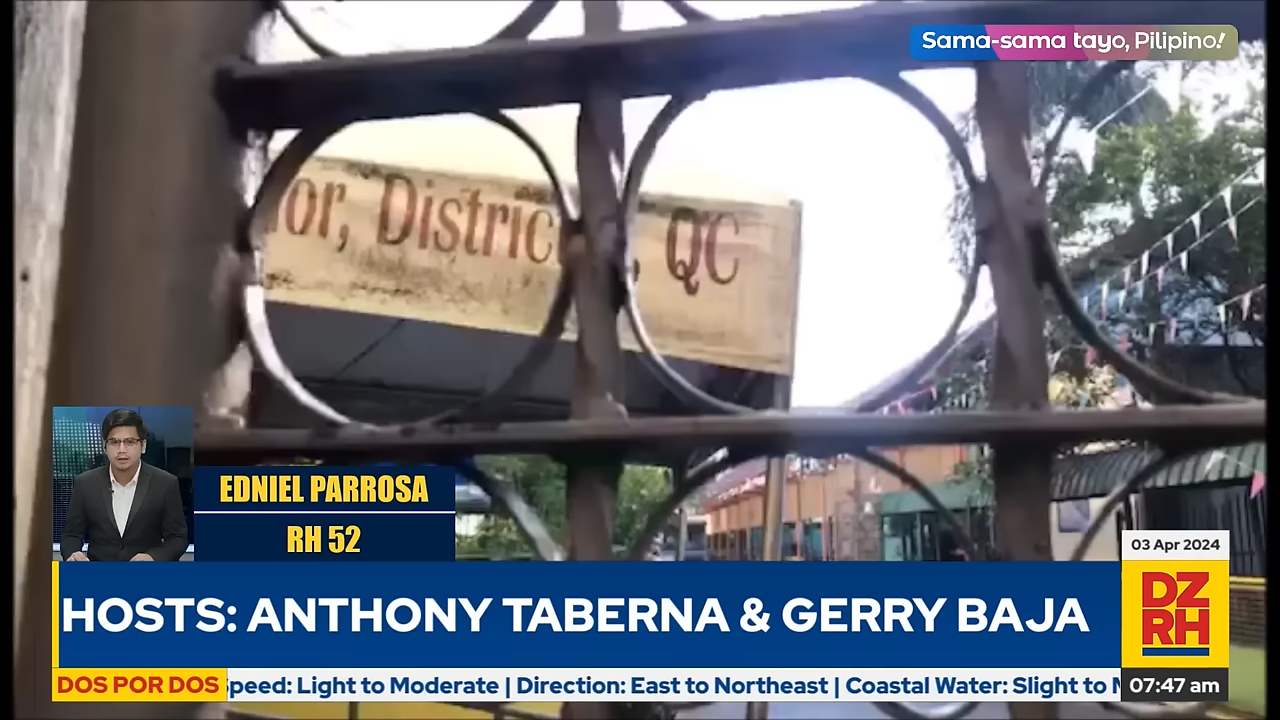 Sama-sama tayo, Pilipino!
or, Distric , QC
EDNIEL PARROSA
RH 52
03 Apr 2024
HOSTS: ANTHONY TABERNA & GERRY BAJA
DZ
RH
DOS POR DOS
Speed: Light to Moderate | Direction: East to Northeast | Coastal Water: Slight to
07:47 am